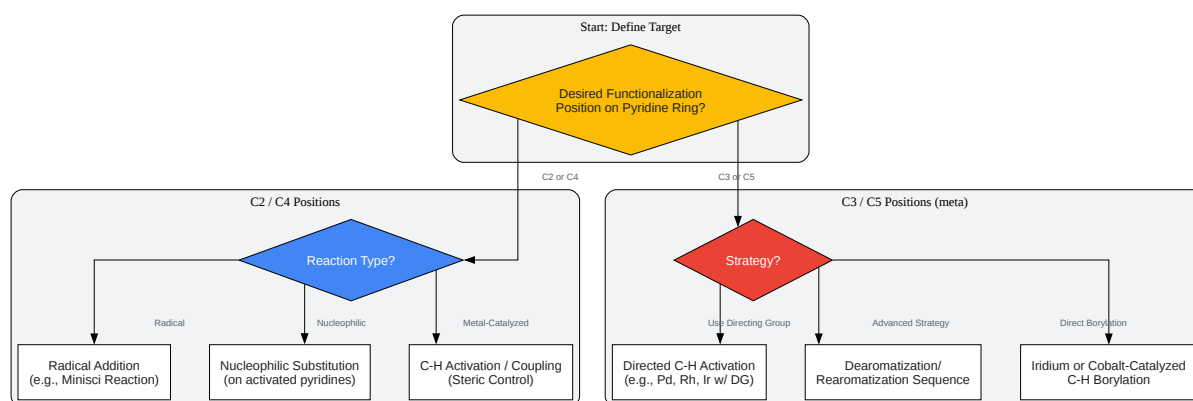 Start: Define Target
Desired Functionalization
Position on Pyridine Ring?
C2 or C4
C3 or C5
C2 / C4 Positions
Reaction Type?
Radical
Nucleophilic
Metal-Catalyzed
Radical Addition
(e.g., Minisci Reaction)
Nucleophilic Substitution
(on activated pyridines)
C-H Activation / Coupling
(Steric Control)
C3 / C5 Positions (meta)
Strategy?
Use Directing Group
Advanced Strategy
Direct Borylation
Directed C-H Activation
(e.g., Pd, Rh, Ir w/ DG)
Dearomatization/
Rearomatization Sequence
Iridium or Cobalt-Catalyzed
C-H Borylation